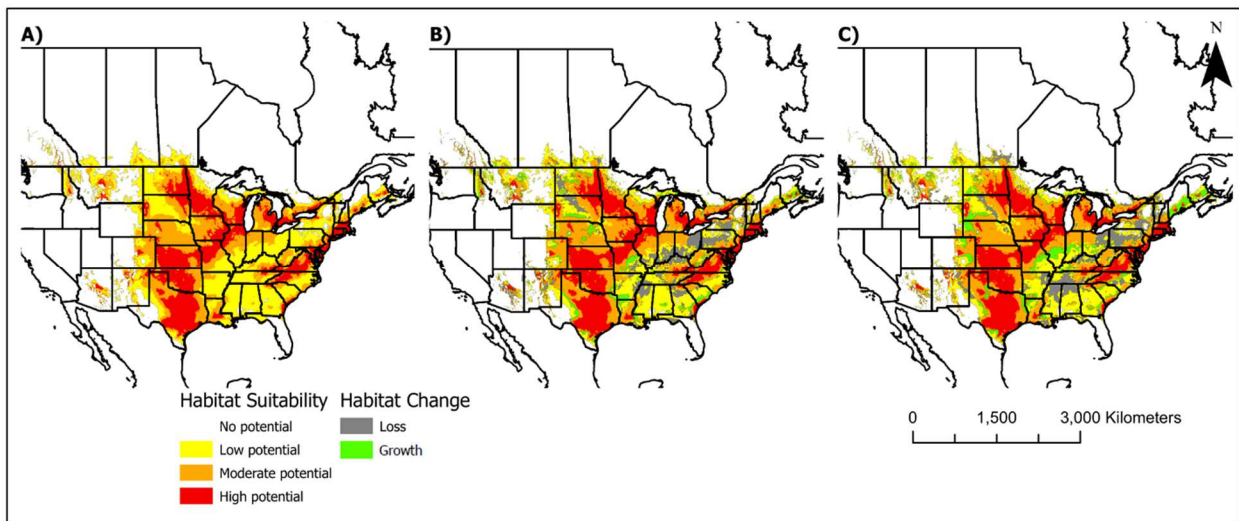 A)
B)
C)
N
Habitat Suitability
Habitat Change
No potential
Loss
Low potential
Growth
Moderate potential
High potential
0 1,500 3,000 Kilometers